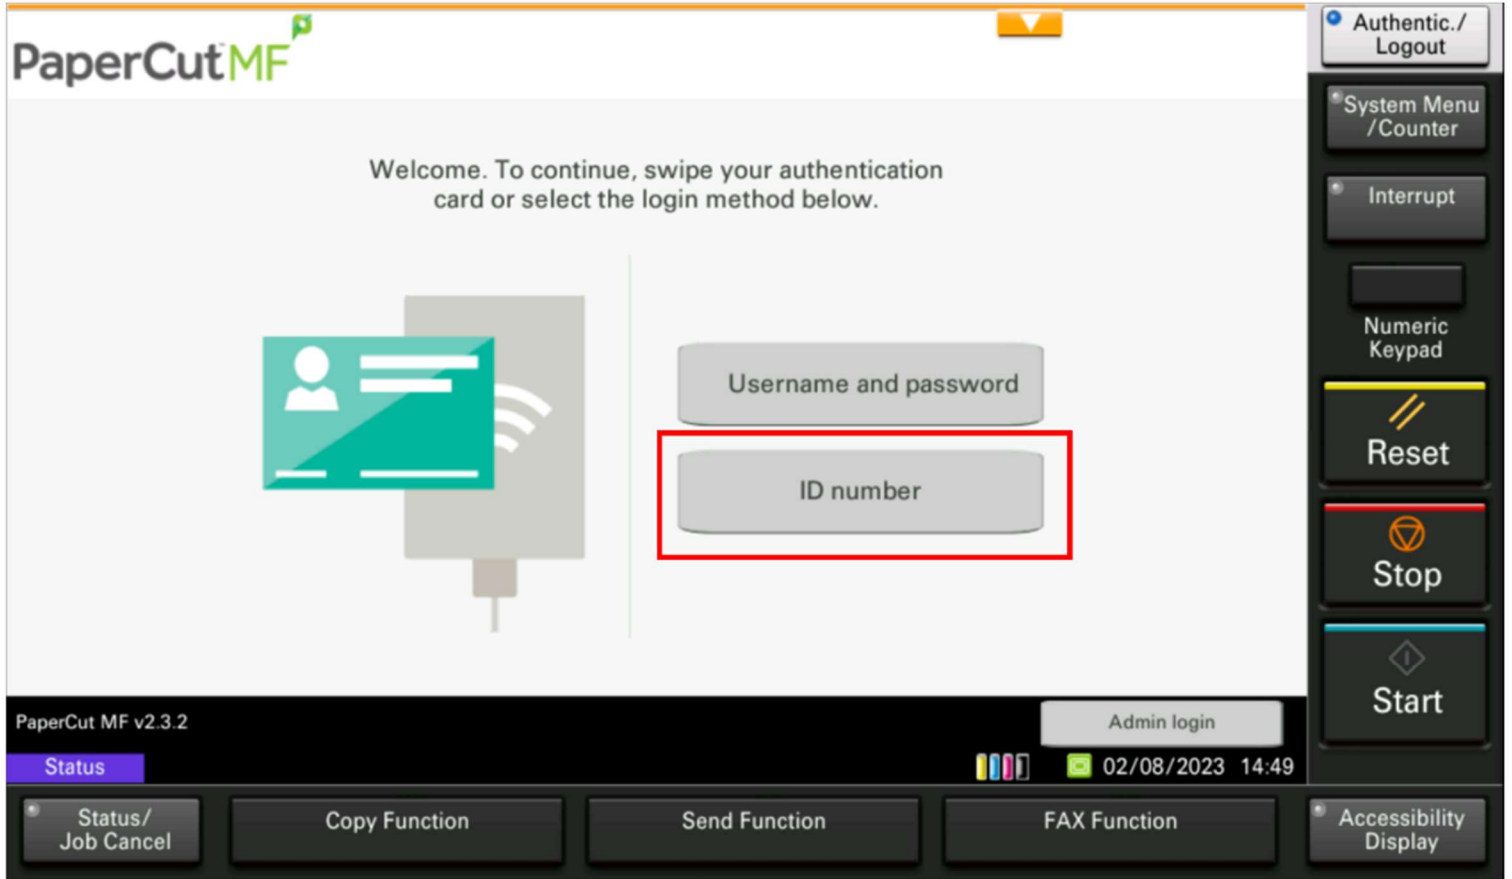 PaperCut MF
Welcome. To continue, swipe your authentication
card or select the login method below.
Username and password
ID number
PaperCut MF v2.3.2
Admin login
Status
02/08/2023 14:49
Status/
Job Cancel
Copy Function
Send Function
FAX Function
Authentic./
Logout
System Menu
/Counter
Interrupt
Numeric
Keypad
Reset
Stop
Start
Accessibility
Display